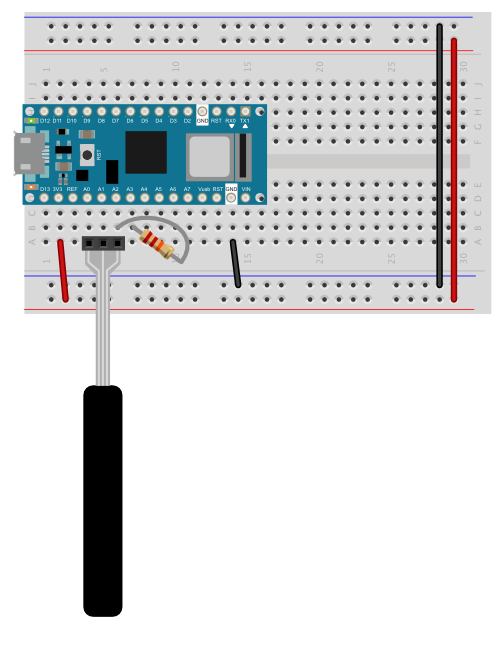 1 5 10 15 20 25 30
J J
I I
H H
G G
F F
D12 D11 D10 D9 D8 D7 D6 D5 D4 D3 D2 GND RST RX0 TX1
RST
D13 3V3 REF A0 A1 A2 A3 A4 A5 A6 A7 Vusb RST GND VIN
E
D
C C
B B
A A
1 15 20 25 30